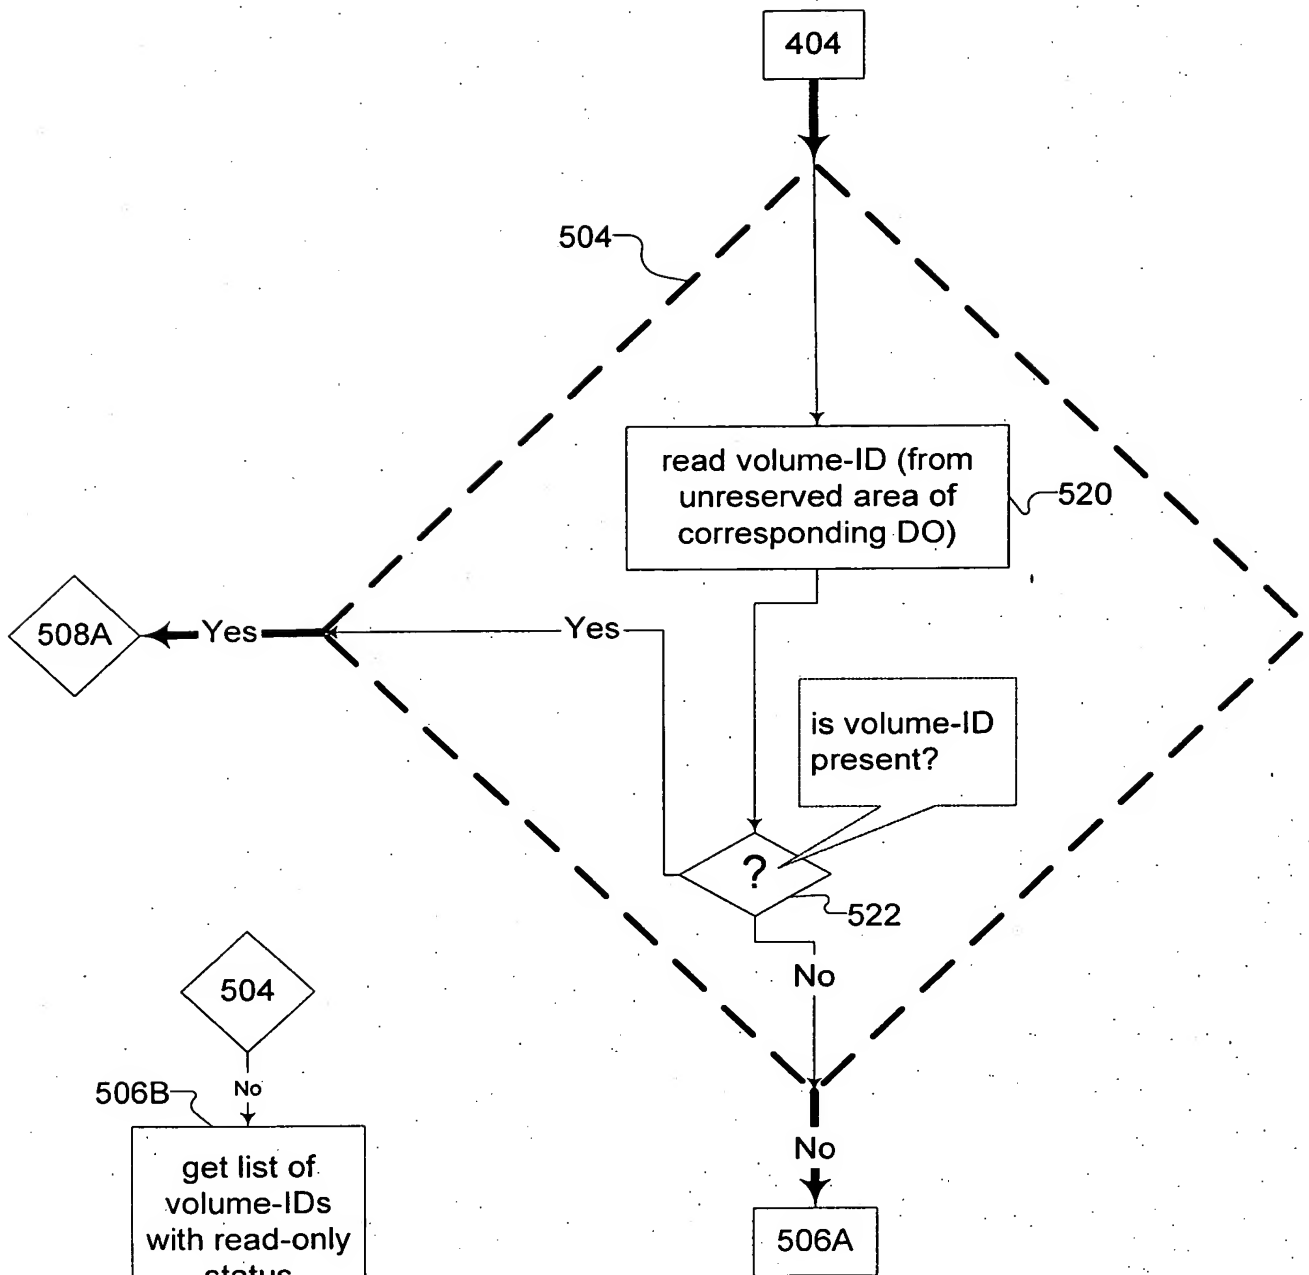 404
504
read volume-ID (from
unreserved area of
corresponding DO)
520
508A
Yes
Yes
is volume-ID
present?
?
522
No
504
No
506B
No
get list of
volume-IDs
with read-only
status
506A